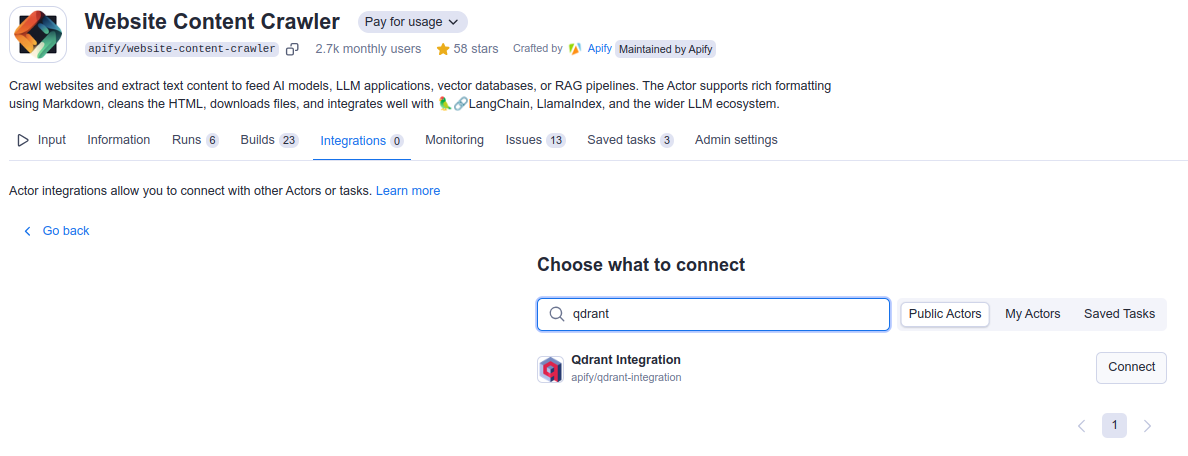 Website Content Crawler Pay for usage
apify/website-content-crawler 2.7k monthly users 58 stars Crafted by Apify Maintained by Apify
Crawl websites and extract text content to feed AI models, LLM applications, vector databases, or RAG pipelines. The Actor supports rich formatting
using Markdown, cleans the HTML, downloads files, and integrates well with 🦜🔗LangChain, LlamaIndex, and the wider LLM ecosystem.
Input Information Runs 6 Builds 23 Integrations 0 Monitoring Issues 13 Saved tasks 3 Admin settings
Actor integrations allow you to connect with other Actors or tasks. Learn more
Go back
Choose what to connect
qdrant Public Actors My Actors Saved Tasks
Qdrant Integration
apify/qdrant-integration
Connect
1